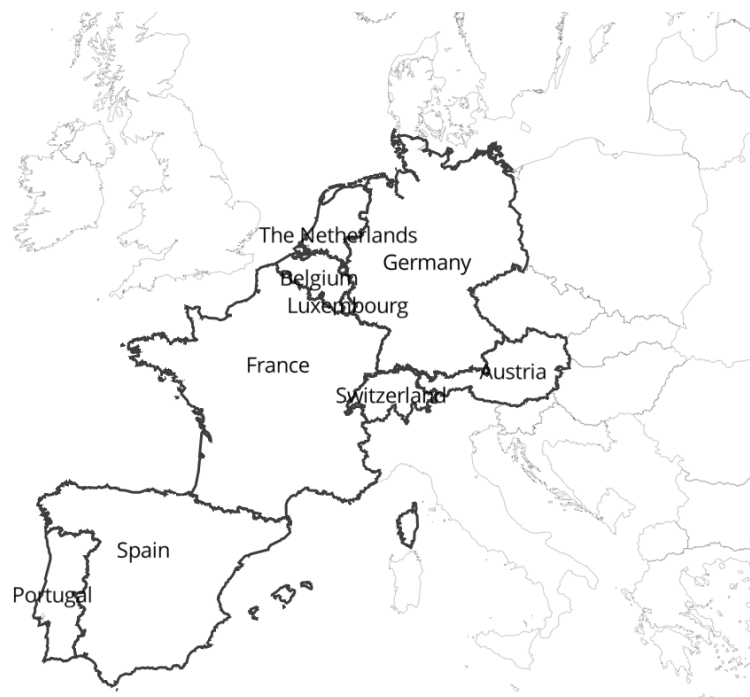 The Netherlands
Germany
Belgium
Luxembourg
France
Austria
Switzerland
Spain
Portugal